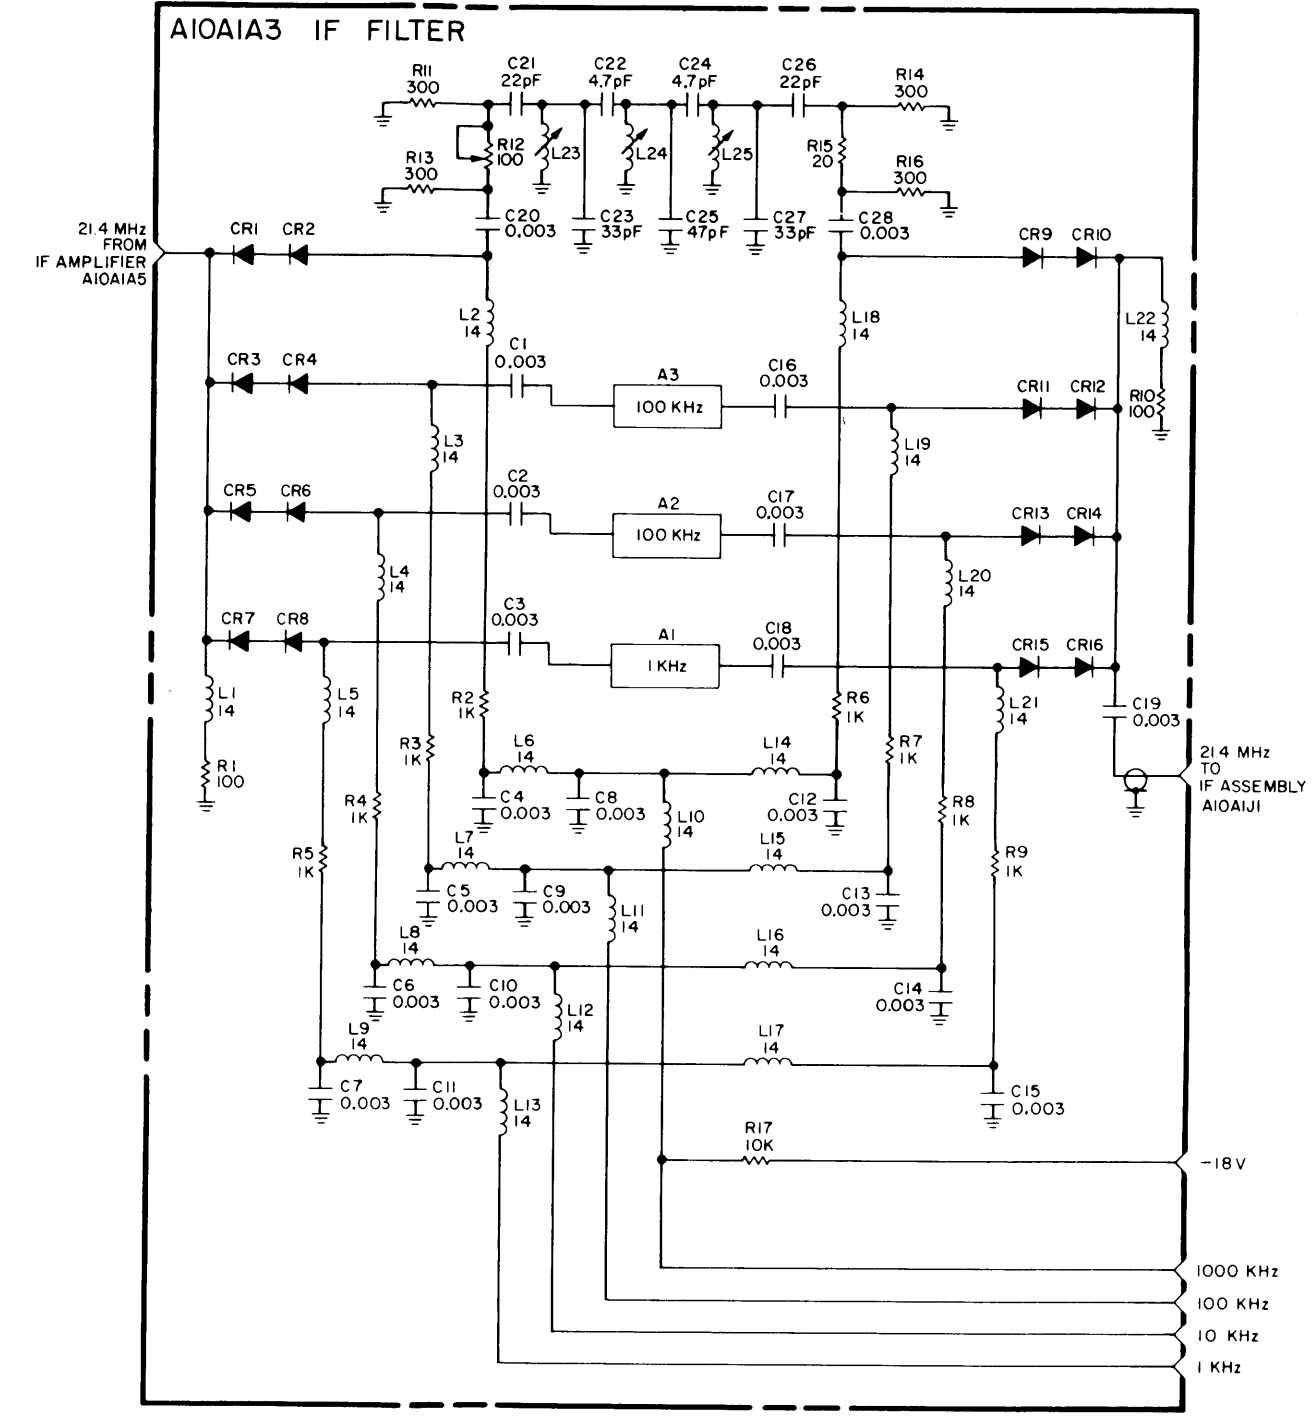 A10A1A3 IF FILTER
R11
300
C21
22pF
C22
4.7pF
C24
4.7pF
C26
22pF
R14
300
R12
100
L23
L24
L25
R15
20
R13
300
R16
300
C20
0.003
C23
33pF
C25
47pF
C27
33pF
C28
0.003
21.4 MHz
FROM
IF AMPLIFIER
A10A1A5
CR1
CR2
CR9
CR10
L2
14
L18
14
L22
14
R10
100
CR3
CR4
C1
0.003
A3
100 KHz
C16
0.003
CR11
CR12
L3
14
L19
14
CR5
CR6
C2
0.003
A2
100 KHz
C17
0.003
CR13
CR14
L4
14
L20
14
CR7
CR8
C3
0.003
A1
1 KHz
C18
0.003
CR15
CR16
L1
14
L5
14
R2
1K
R6
1K
L21
14
C19
0.003
R1
100
R3
1K
L6
14
L14
14
R7
1K
21.4 MHz
TO
IF ASSEMBLY
A10A1J1
R4
1K
C4
0.003
C8
0.003
L10
14
C12
0.003
R8
1K
R5
1K
L7
14
L15
14
R9
1K
C5
0.003
C9
0.003
L11
14
C13
0.003
L8
14
L16
14
C6
0.003
C10
0.003
L12
14
C14
0.003
L9
14
L17
14
C7
0.003
C11
0.003
L13
14
C15
0.003
R17
10K
-18V
1000 KHz
100 KHz
10 KHz
1 KHz